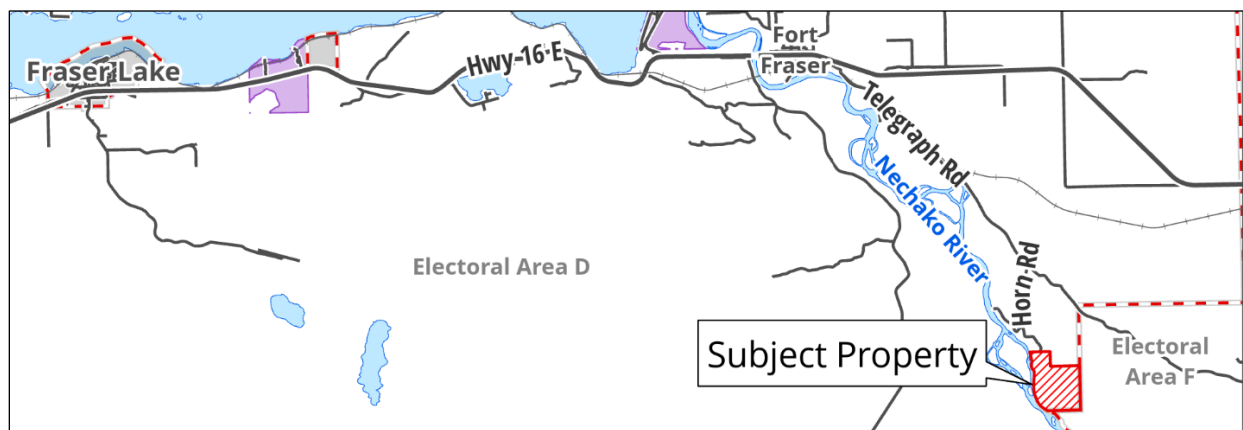 Fraser Lake
Hwy 16 E
Fort
Fraser
Telegraph Rd
Nechako River
Horn Rd
Electoral Area D
Subject Property
Electoral
Area F